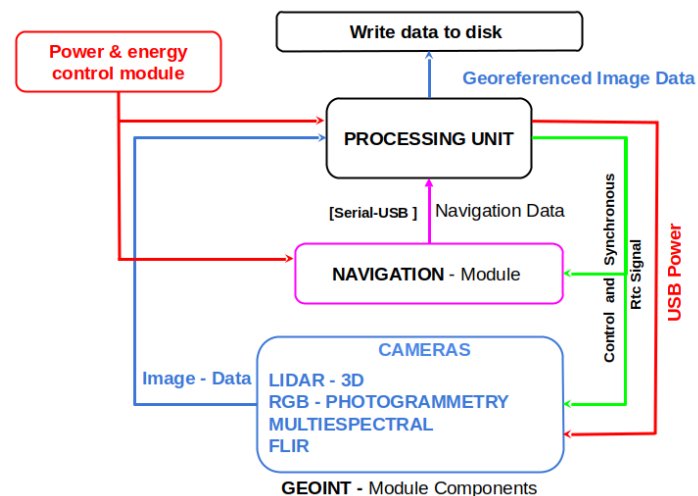 Write data to disk
Power & energy
control module
Georeferenced Image Data
PROCESSING UNIT
[Serial-USB ] Navigation Data
NAVIGATION - Module
Control and Synchronous
Rtc Signal
USB Power
CAMERAS
Image - Data
LIDAR - 3D
RGB - PHOTOGRAMMETRY
MULTIESPECTRAL
FLIR
GEOINT - Module Components